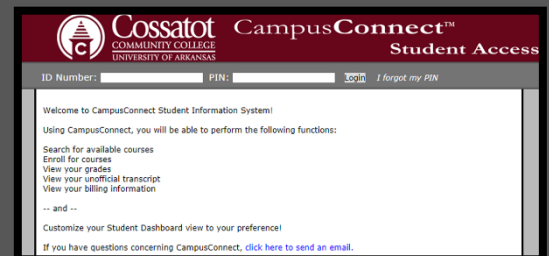 Cossatot CampusConnect™
COMMUNITY COLLEGE Student Access
UNIVERSITY OF ARKANSAS
ID Number: PIN: Login I forgot my PIN
Welcome to CampusConnect Student Information System!
Using CampusConnect, you will be able to perform the following functions:
Search for available courses
Enroll for courses
View your grades
View your unofficial transcript
View your billing information
-- and --
Customize your Student Dashboard view to your preference!
If you have questions concerning CampusConnect, click here to send an email.